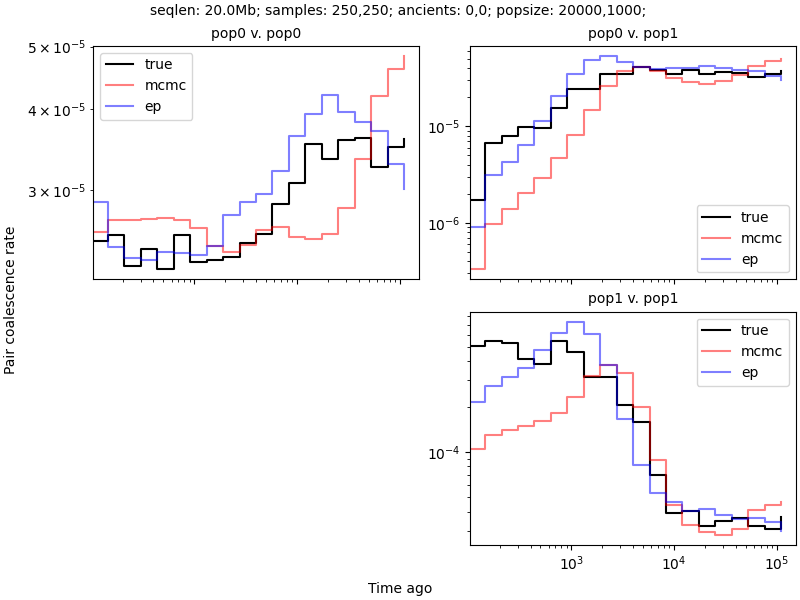 seqlen: 20.0Mb; samples: 250,250; ancients: 0,0; popsize: 20000,1000;
pop0 v. pop0
5 × 10⁻⁵
4 × 10⁻⁵
3 × 10⁻⁵
true
mcmc
ep
pop0 v. pop1
10⁻⁵
10⁻⁶
true
mcmc
ep
pop1 v. pop1
10⁻⁴
true
mcmc
ep
10³
10⁴
10⁵
Pair coalescence rate
Time ago